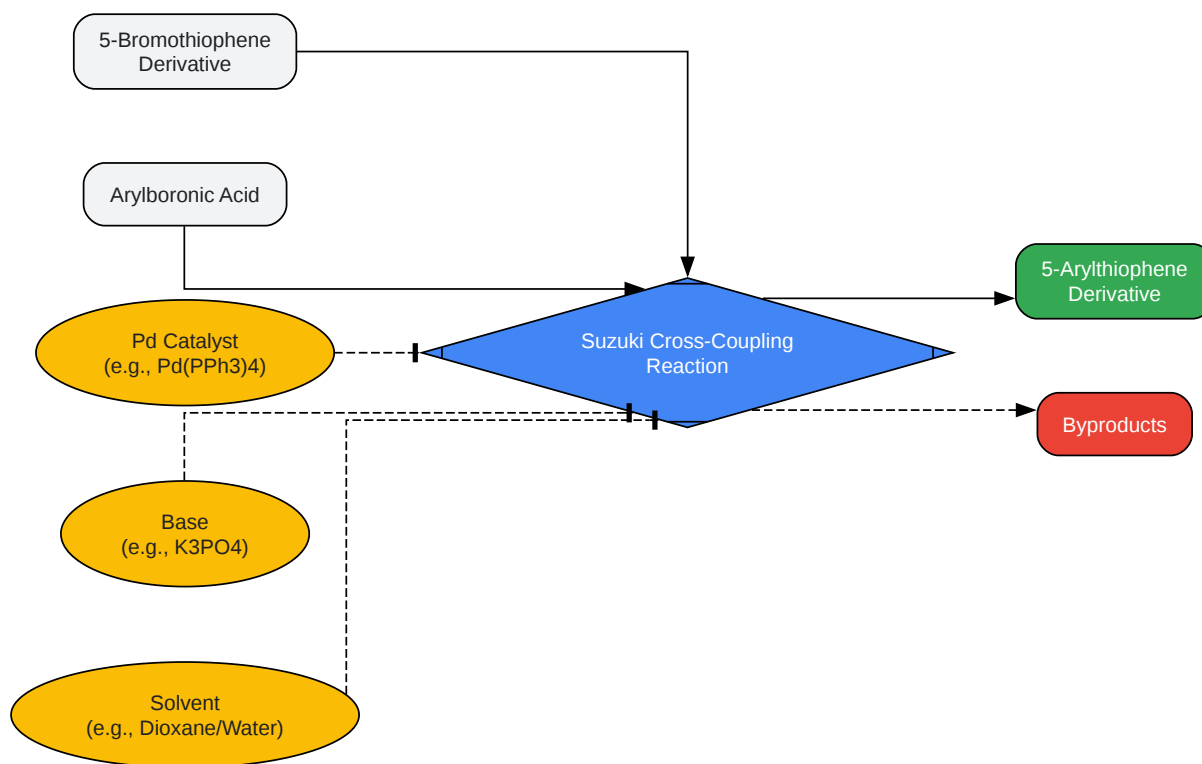 5-Bromothiophene
Derivative
Arylboronic Acid
5-Arylthiophene
Derivative
Pd Catalyst
(e.g., Pd(PPh3)4)
Suzuki Cross-Coupling
Reaction
Byproducts
Base
(e.g., K3PO4)
Solvent
(e.g., Dioxane/Water)